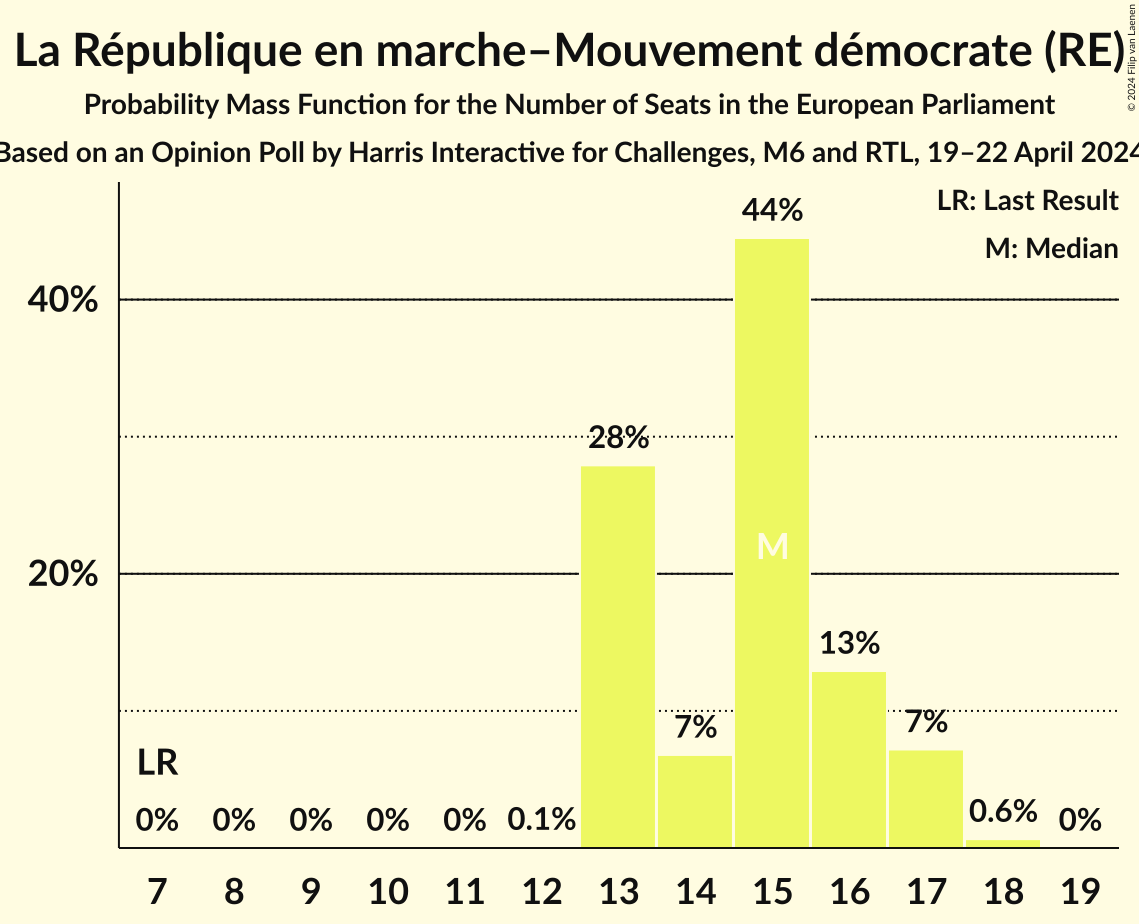 La République en marche–Mouvement démocrate (RE)
© 2024 Filip van Laenen
Probability Mass Function for the Number of Seats in the European Parliament
Based on an Opinion Poll by Harris Interactive for Challenges, M6 and RTL, 19–22 April 2024
LR: Last Result
M: Median
44%
40%
28%
M
20%
13%
7%
7%
LR
0% 0% 0% 0% 0% 0.1% 0.6% 0%
7 8 9 10 11 12 13 14 15 16 17 18 19